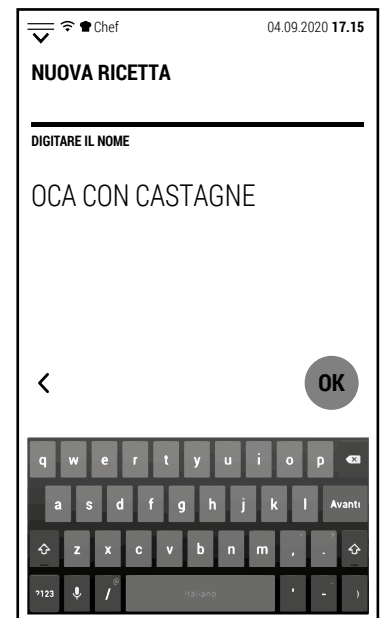 Chef 04.09.2020 17.15
NUOVA RICETTA
DIGITARE IL NOME
OCA CON CASTAGNE
OK
q w e r t y u i o p
a s d f g h j k l Avanti
z x c v b n m , ! . ?
?123 / @ Italiano ' - )